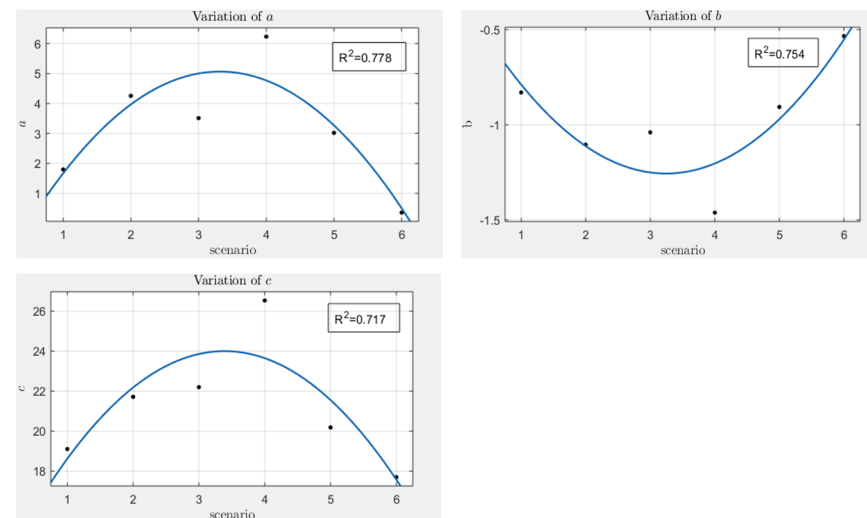 Variation of a
R²=0.778
6
5
4
3
2
1
a
1 2 3 4 5 6
scenario
Variation of b
R²=0.754
-0.5
-1
-1.5
b
1 2 3 4 5 6
scenario
Variation of c
R²=0.717
26
24
22
20
18
c
1 2 3 4 5 6
scenario